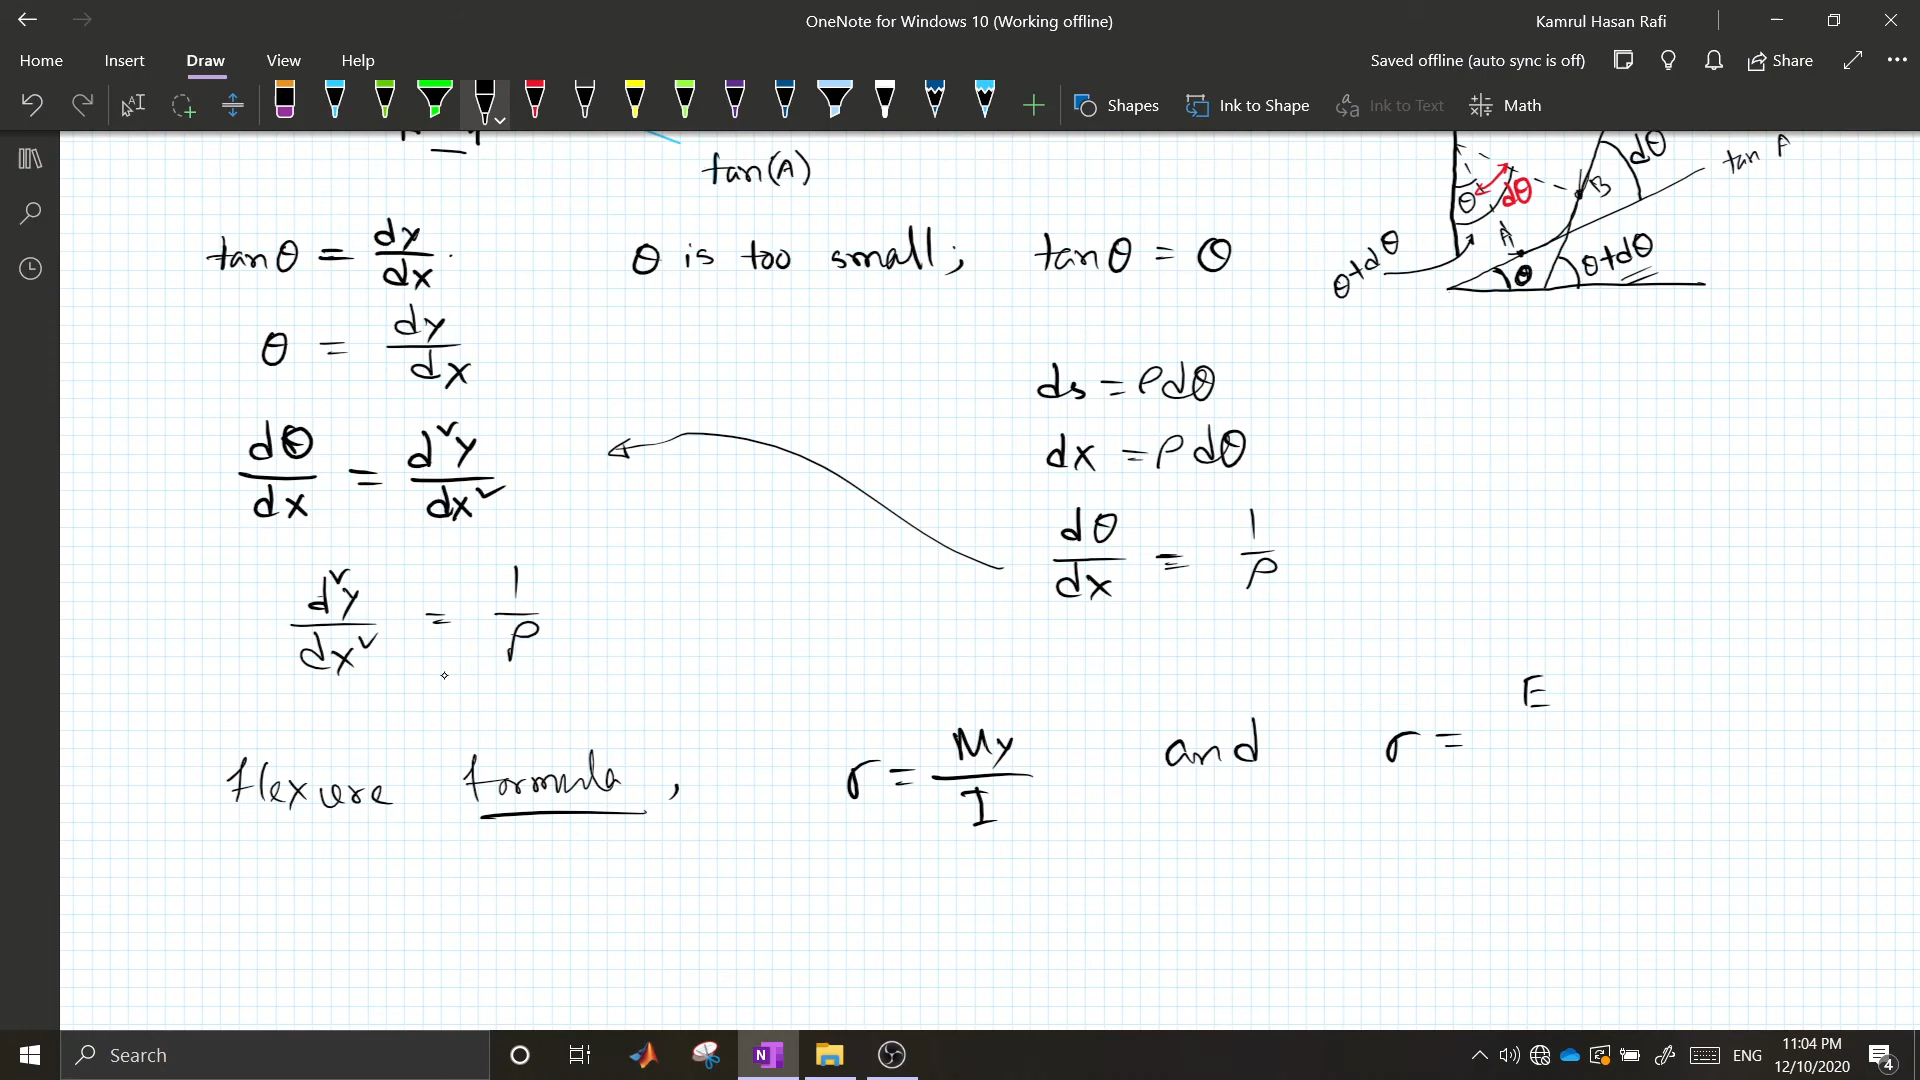 OneNote for Windows 10 (Working offline)
Kamrul Hasan Rafi
Home Insert Draw View Help
Saved offline (auto sync is off) Share
Shapes Ink to Shape Ink to Text Math
tan(A)
dθ
tan A
B
θ dθ
A
θ+dθ
θ
θ+dθ
tanθ = dy/dx
θ is too small; tanθ = θ
θ = dy/dx
ds = ρdθ
dx = ρdθ
dθ/dx = d²y/dx²
dθ/dx = 1/ρ
d²y/dx² = 1/ρ
E
flexure formula, σ = My/I and σ =
Search
ENG
11:04 PM
12/10/2020
4